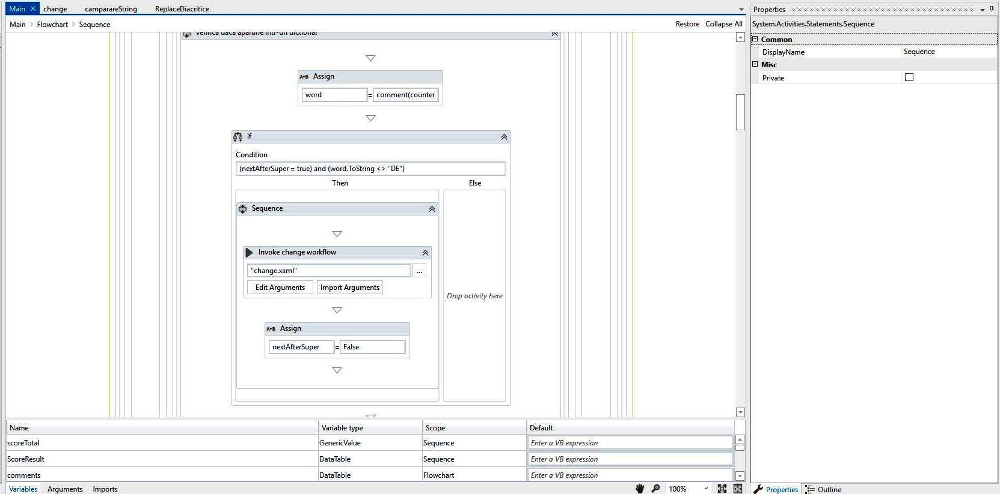 Main change camparareString ReplaceDiacritice
Main Flowchart Sequence Restore Collapse All
verifica daca apartine intr-un dictionar
A+B Assign
word = comment(counter
If
Condition
(nextAfterSuper = true) and (word.ToString <> "DE")
Then Else
Sequence
Invoke change workflow
"change.xaml" ...
Edit Arguments Import Arguments
Drop activity here
A+B Assign
nextAfterSuper = False
Name Variable type Scope Default
scoreTotal GenericValue Sequence Enter a VB expression
ScoreResult DataTable Sequence Enter a VB expression
comments DataTable Flowchart Enter a VB expression
Variables Arguments Imports 100%
Properties
System.Activities.Statements.Sequence
Common
DisplayName Sequence
Misc
Private
Properties Outline